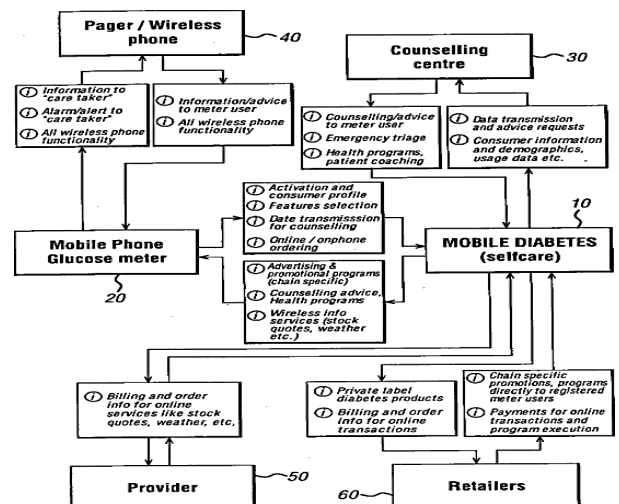 Pager / Wireless
phone
40
Counselling
centre
30
Information to
"care taker"
Alarm/alert to
"care taker"
All wireless phone
functionality
Information/advice
to meter user
All wireless phone
functionality
Counselling/advice
to meter user
Emergency triage
Health programs,
patient coaching
Data transmission
and advice requests
Consumer information
and demographics,
usage data etc.
Activation and
consumer profile
Features selection
Date transmisssion
for counselling
Online / onphone
ordering
Mobile Phone
Glucose meter
20
10
MOBILE DIABETES
(selfcare)
Advertising &
promotional programs
(chain specific)
Counselling advice,
Health programs
Wireless info
services (stock
quotes, weather
etc.)
Billing and order
info for online
services like stock
quotes, weather, etc,
Private label
diabetes products
Billing and order
info for online
transactions
Chain specific
promotions, programs
directly to registered
meter users
Payments for online
transactions and
program execution
Provider
50
60
Retailers